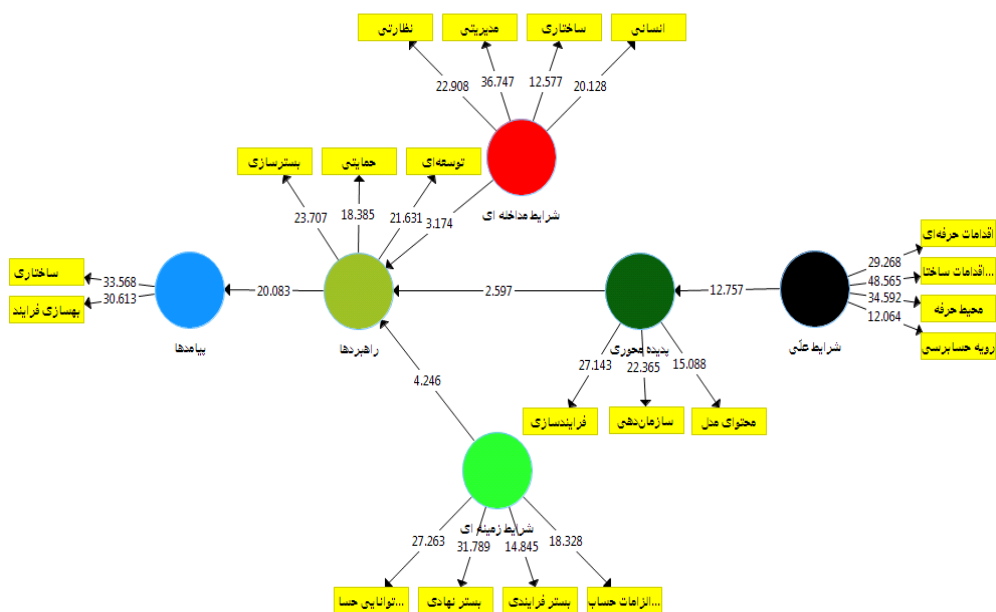 انسانی
ساختاری
مدیریتی
نظارتی
20.128
12.577
36.747
22.908
شرایط مداخله ای
3.174
توسعه‌ای
حمایتی
بسترسازی
21.631
18.385
23.707
راهبردها
20.083
پیامدها
ساختاری
33.568
بهسازی فرایند
30.613
2.597
پدیده محوری
12.757
شرایط علّی
اقدامات حرفه‌ای
29.268
اقدامات ساختا...
48.565
محیط حرفه
34.592
رویه حسابرسی
12.064
15.088
22.365
27.143
محتوای مدل
سازمان‌دهی
فرایندسازی
4.246
شرایط زمینه ای
18.328
14.845
31.789
27.263
الزامات حساب...
بستر فرایندی
بستر نهادی
توانایی حسا...